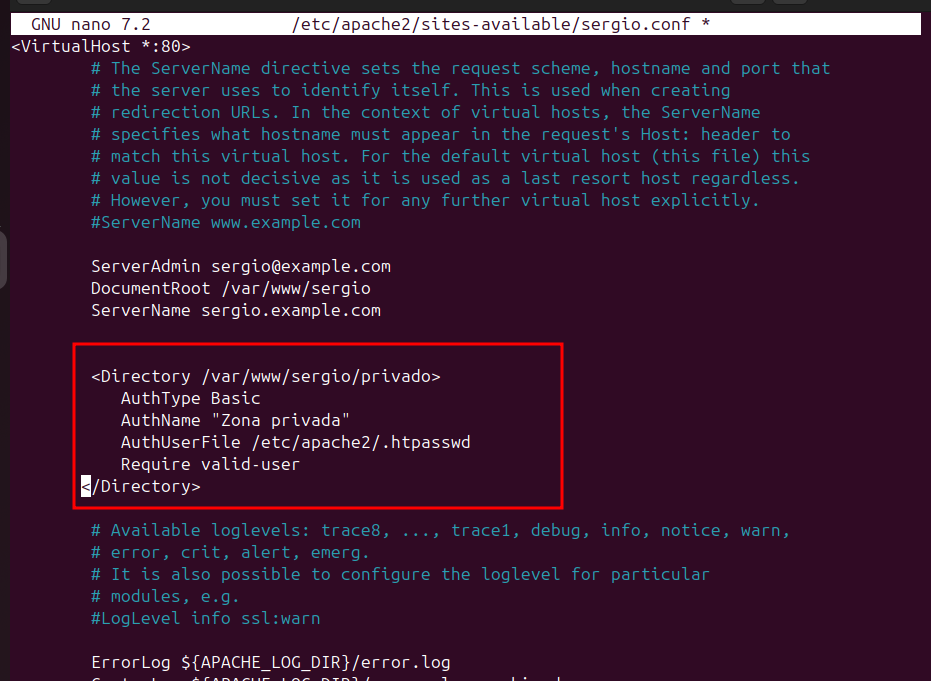 GNU nano 7.2 /etc/apache2/sites-available/sergio.conf *
<VirtualHost *:80>
# The ServerName directive sets the request scheme, hostname and port that
# the server uses to identify itself. This is used when creating
# redirection URLs. In the context of virtual hosts, the ServerName
# specifies what hostname must appear in the request's Host: header to
# match this virtual host. For the default virtual host (this file) this
# value is not decisive as it is used as a last resort host regardless.
# However, you must set it for any further virtual host explicitly.
#ServerName www.example.com
ServerAdmin sergio@example.com
DocumentRoot /var/www/sergio
ServerName sergio.example.com
<Directory /var/www/sergio/privado>
AuthType Basic
AuthName "Zona privada"
AuthUserFile /etc/apache2/.htpasswd
Require valid-user
</Directory>
# Available loglevels: trace8, ..., trace1, debug, info, notice, warn,
# error, crit, alert, emerg.
# It is also possible to configure the loglevel for particular
# modules, e.g.
#LogLevel info ssl:warn
ErrorLog ${APACHE_LOG_DIR}/error.log